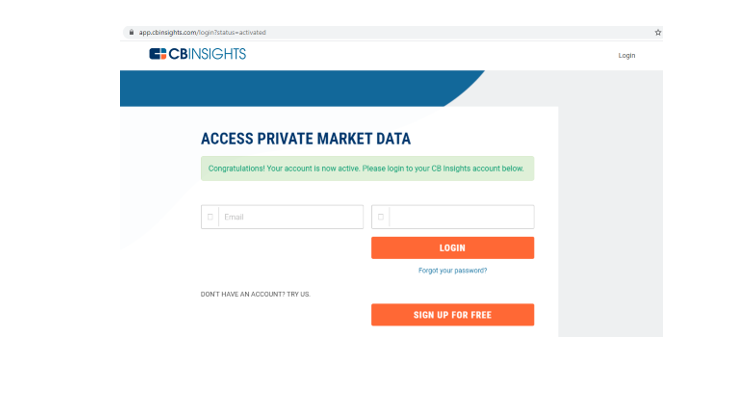 app.cbinsights.com/login?status=activated
CBINSIGHTS
Login
ACCESS PRIVATE MARKET DATA
Congratulations! Your account is now active. Please login to your CB Insights account below.
Email
LOGIN
Forgot your password?
DON'T HAVE AN ACCOUNT? TRY US.
SIGN UP FOR FREE